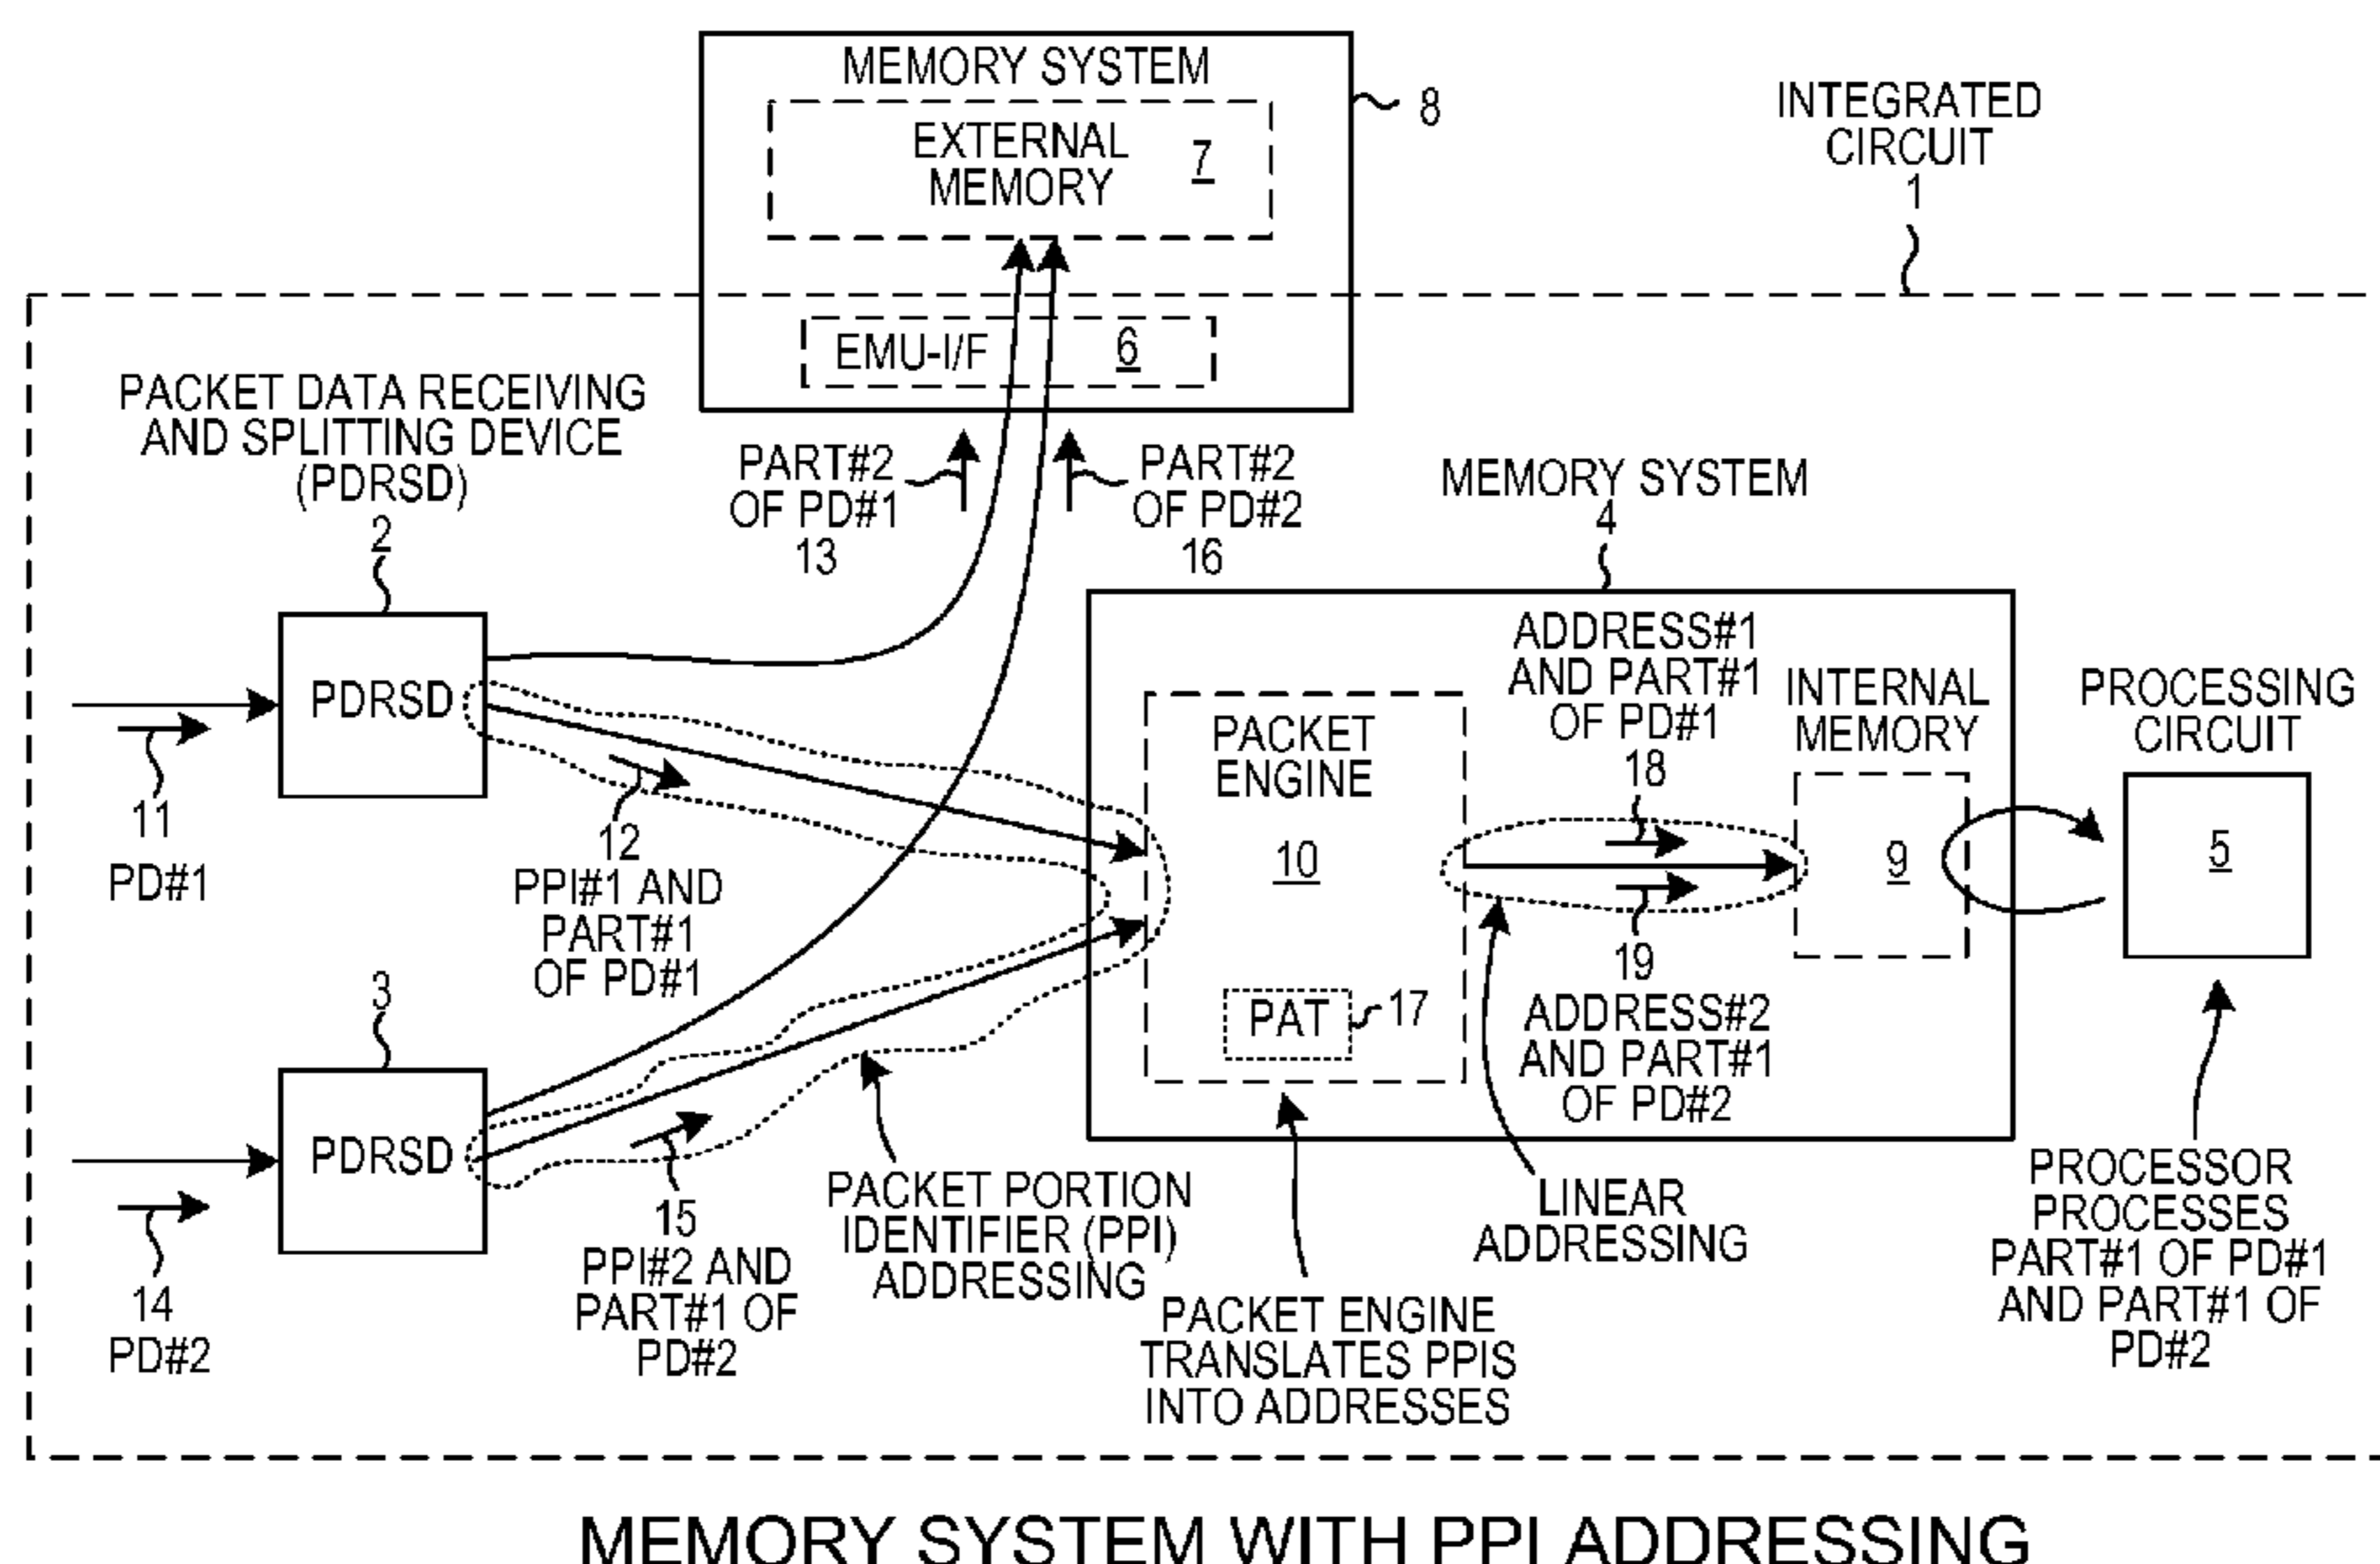 MEMORY SYSTEM
8
EXTERNAL
MEMORY
7
EMU-I/F
6
INTEGRATED
CIRCUIT
1
PACKET DATA RECEIVING
AND SPLITTING DEVICE
(PDRSD)
2
PDRSD
11
PD#1
PART#2
OF PD#1
13
PART#2
OF PD#2
16
12
PPI#1 AND
PART#1
OF PD#1
3
PDRSD
14
PD#2
15
PPI#2 AND
PART#1 OF
PD#2
PACKET PORTION
IDENTIFIER (PPI)
ADDRESSING
MEMORY SYSTEM
4
PACKET
ENGINE
10
PAT
17
ADDRESS#1
AND PART#1
OF PD#1
18
19
ADDRESS#2
AND PART#1
OF PD#2
INTERNAL
MEMORY
9
PROCESSING
CIRCUIT
5
LINEAR
ADDRESSING
PACKET ENGINE
TRANSLATES PPIS
INTO ADDRESSES
PROCESSOR
PROCESSES
PART#1 OF PD#1
AND PART#1 OF
PD#2
MEMORY SYSTEM WITH PPI ADDRESSING